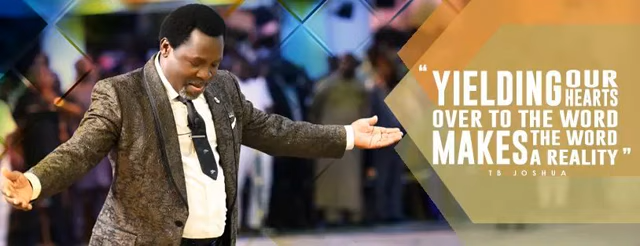 “ YIELDING OUR HEARTS
OVER TO THE WORD
MAKES THE WORD A REALITY ”
TB JOSHUA